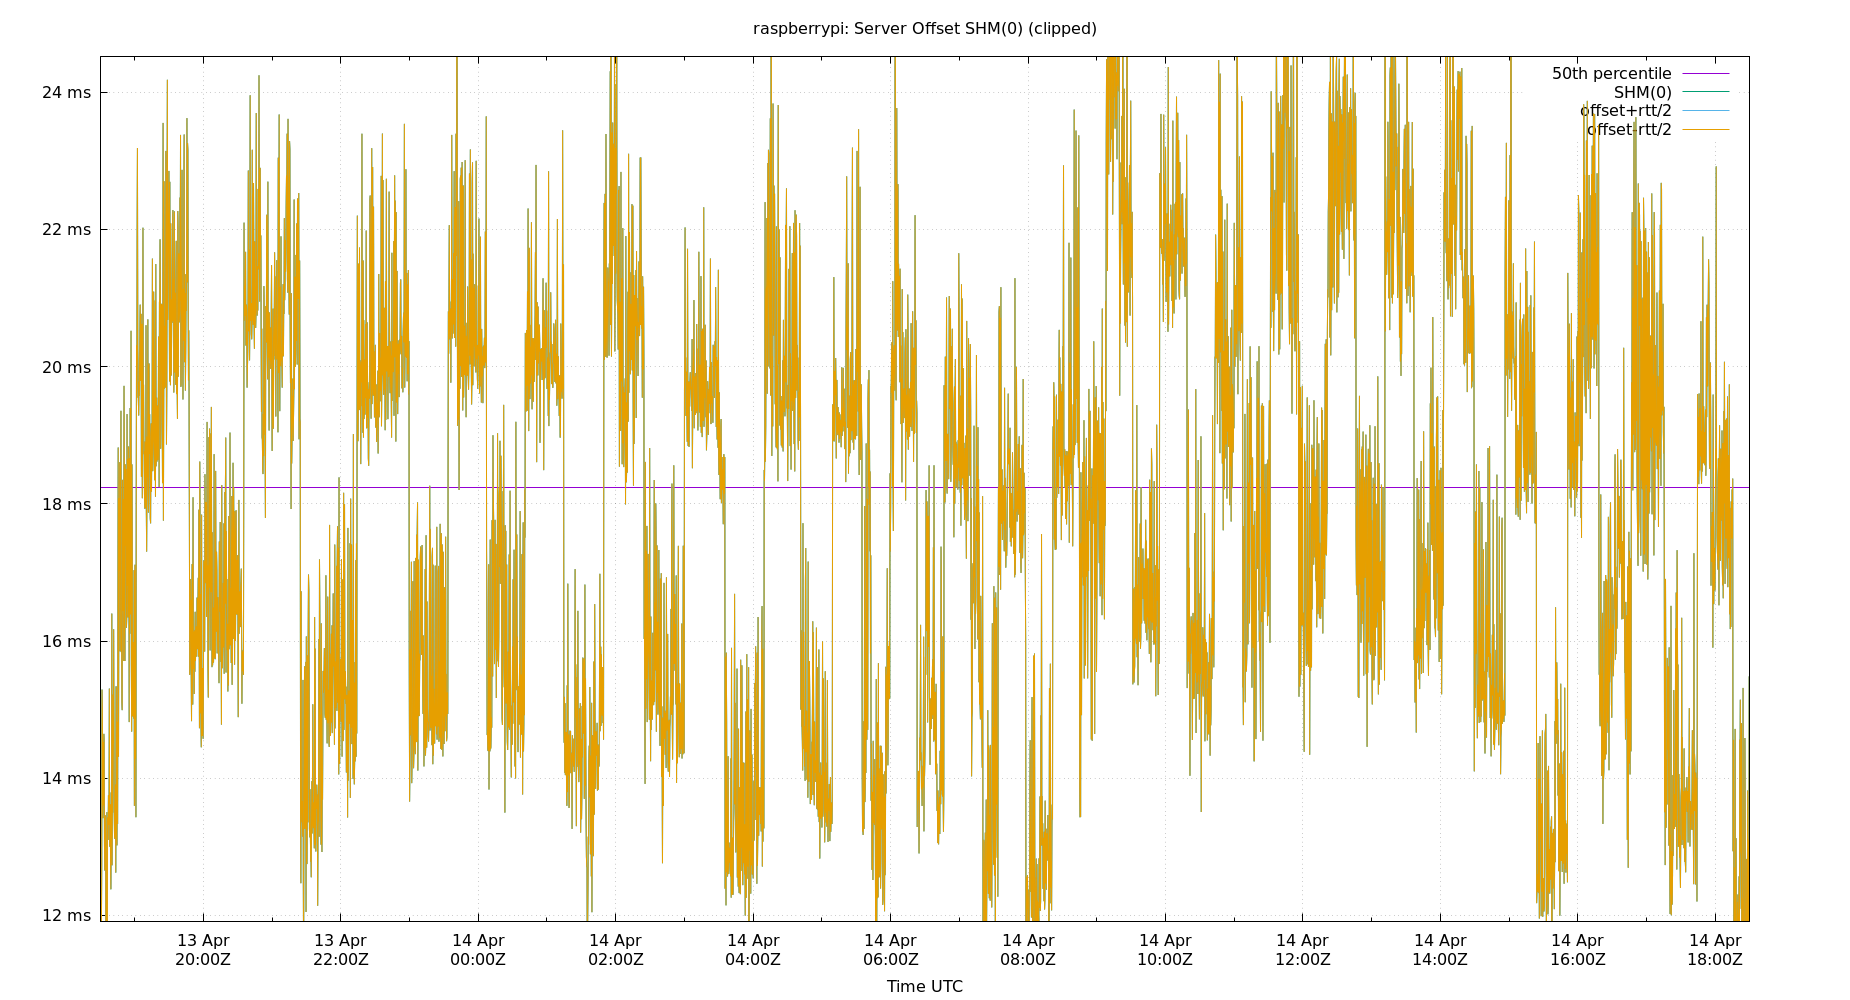 raspberrypi: Server Offset SHM(0) (clipped)
50th percentile
SHM(0)
offset+rtt/2
offset-rtt/2
24 ms
22 ms
20 ms
18 ms
16 ms
14 ms
12 ms
13 Apr 13 Apr 14 Apr 14 Apr 14 Apr 14 Apr 14 Apr 14 Apr 14 Apr 14 Apr 14 Apr 14 Apr
20:00Z 22:00Z 00:00Z 02:00Z 04:00Z 06:00Z 08:00Z 10:00Z 12:00Z 14:00Z 16:00Z 18:00Z
Time UTC